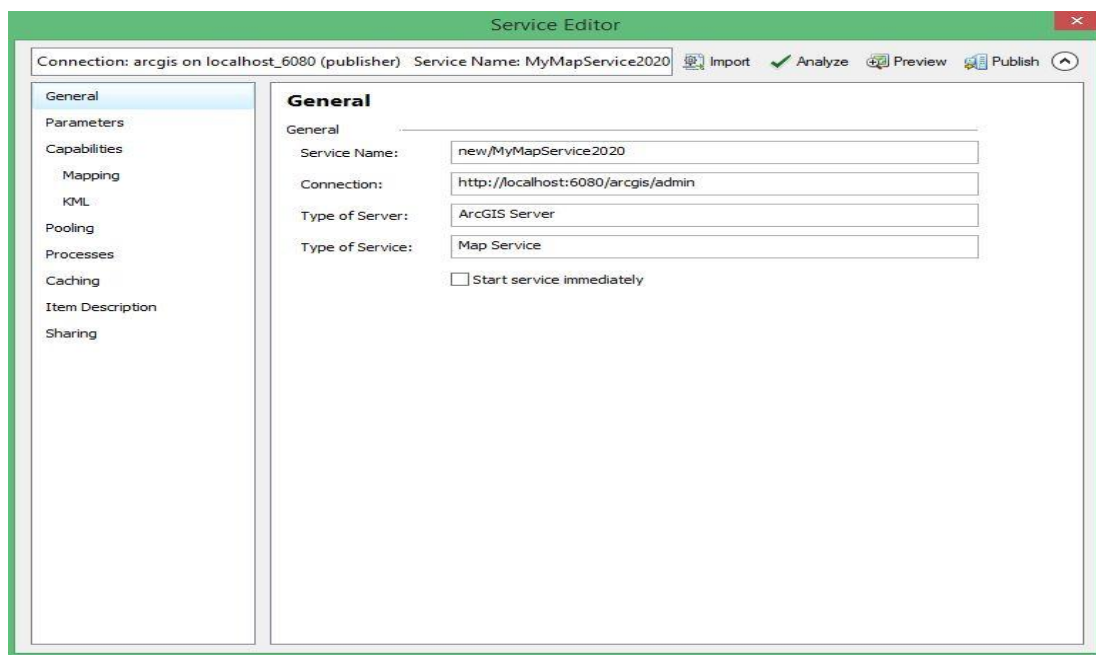 Service Editor
Connection: arcgis on localhost_6080 (publisher) Service Name: MyMapService2020 Import Analyze Preview Publish
General
Parameters
Capabilities
Mapping
KML
Pooling
Processes
Caching
Item Description
Sharing
General
General
Service Name: new/MyMapService2020
Connection: http://localhost:6080/arcgis/admin
Type of Server: ArcGIS Server
Type of Service: Map Service
Start service immediately